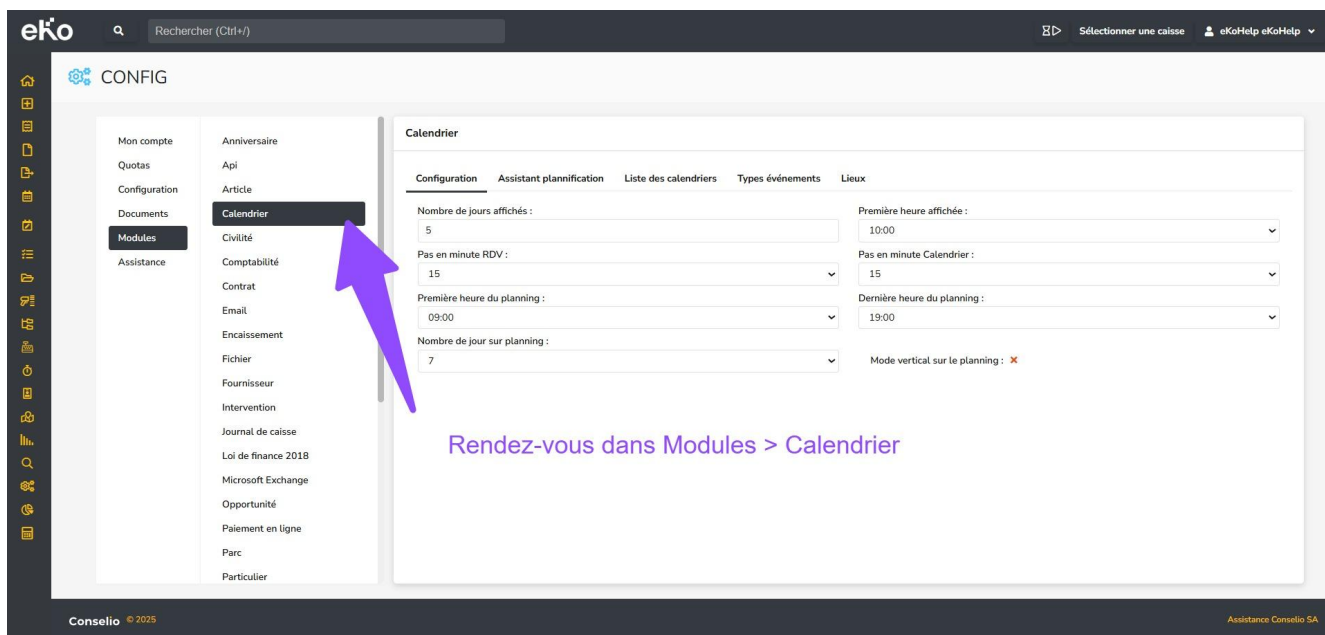 eko
Rechercher (Ctrl+/)
Sélectionner une caisse
eKoHelp eKoHelp
CONFIG
Mon compte
Quotas
Configuration
Documents
Modules
Assistance
Anniversaire
Api
Article
Calendrier
Civilité
Comptabilité
Contrat
Email
Encaissement
Fichier
Fournisseur
Intervention
Journal de caisse
Loi de finance 2018
Microsoft Exchange
Opportunité
Paiement en ligne
Parc
Particulier
Calendrier
Configuration Assistant plannification Liste des calendriers Types événements Lieux
Nombre de jours affichés :
5
Première heure affichée :
10:00
Pas en minute RDV :
15
Pas en minute Calendrier :
15
Première heure du planning :
09:00
Dernière heure du planning :
19:00
Nombre de jour sur planning :
7
Mode vertical sur le planning :
Rendez-vous dans Modules > Calendrier
Conselio © 2025
Assistance Conselio SA